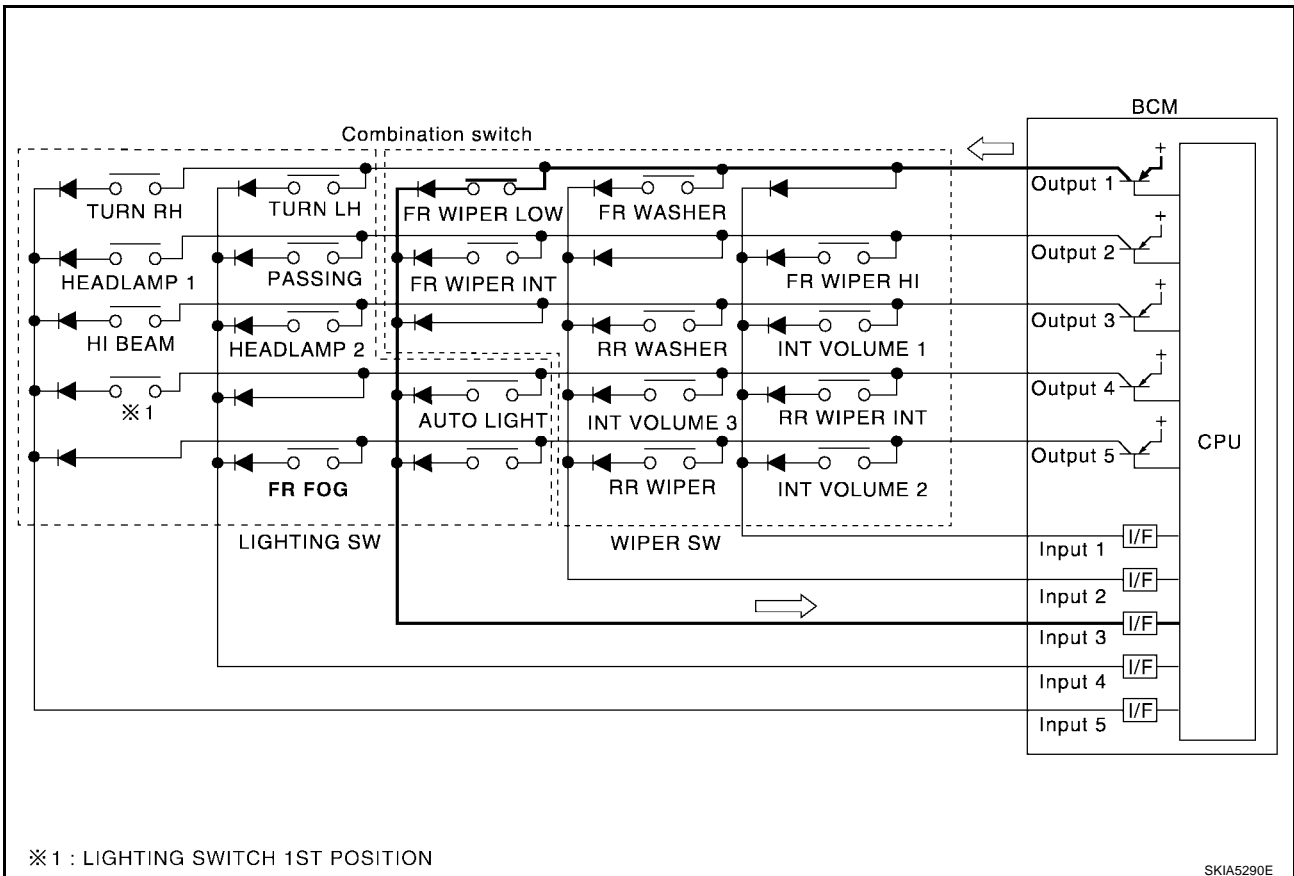 BCM
Combination switch
+
Output 1
TURN RH
TURN LH
FR WIPER LOW
FR WASHER
+
Output 2
HEADLAMP 1
PASSING
FR WIPER INT
FR WIPER HI
+
Output 3
HI BEAM
HEADLAMP 2
RR WASHER
INT VOLUME 1
+
Output 4
※1
AUTO LIGHT
INT VOLUME 3
RR WIPER INT
+
CPU
Output 5
FR FOG
RR WIPER
INT VOLUME 2
LIGHTING SW
WIPER SW
Input 1
I/F
Input 2
I/F
Input 3
I/F
Input 4
I/F
Input 5
I/F
※1 : LIGHTING SWITCH 1ST POSITION
SKIA5290E